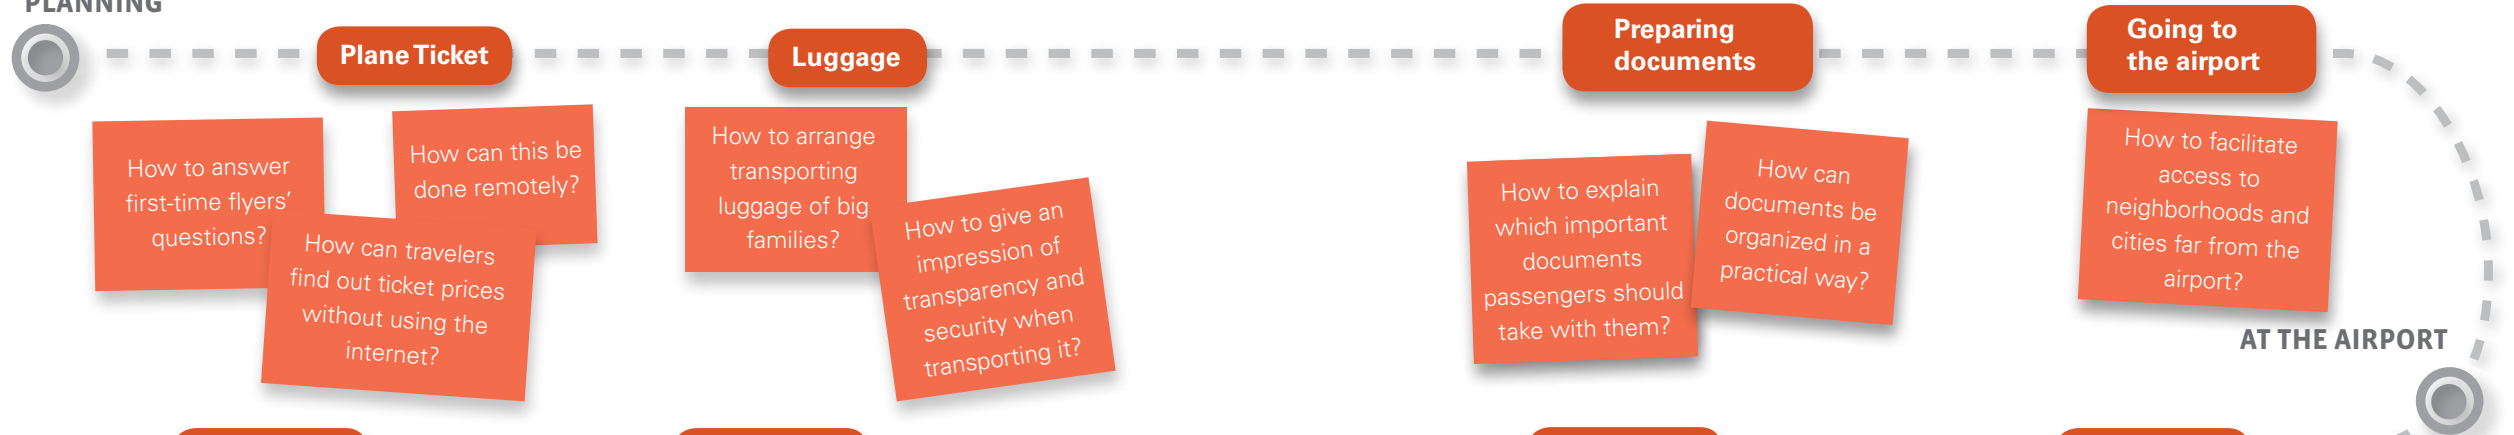 PLANNING
Plane Ticket
Luggage
Preparing
documents
Going to
the airport
How to answer
first-time flyers'
questions?
How can this be
done remotely?
How can travelers
find out ticket prices
without using the
internet?
How to arrange
transporting
luggage of big
families?
How to give an
impression of
transparency and
security when
transporting it?
How to explain
which important
documents
passengers should
take with them?
How can
documents be
organized in a
practical way?
How to facilitate
access to
neighborhoods and
cities far from the
airport?
AT THE AIRPORT